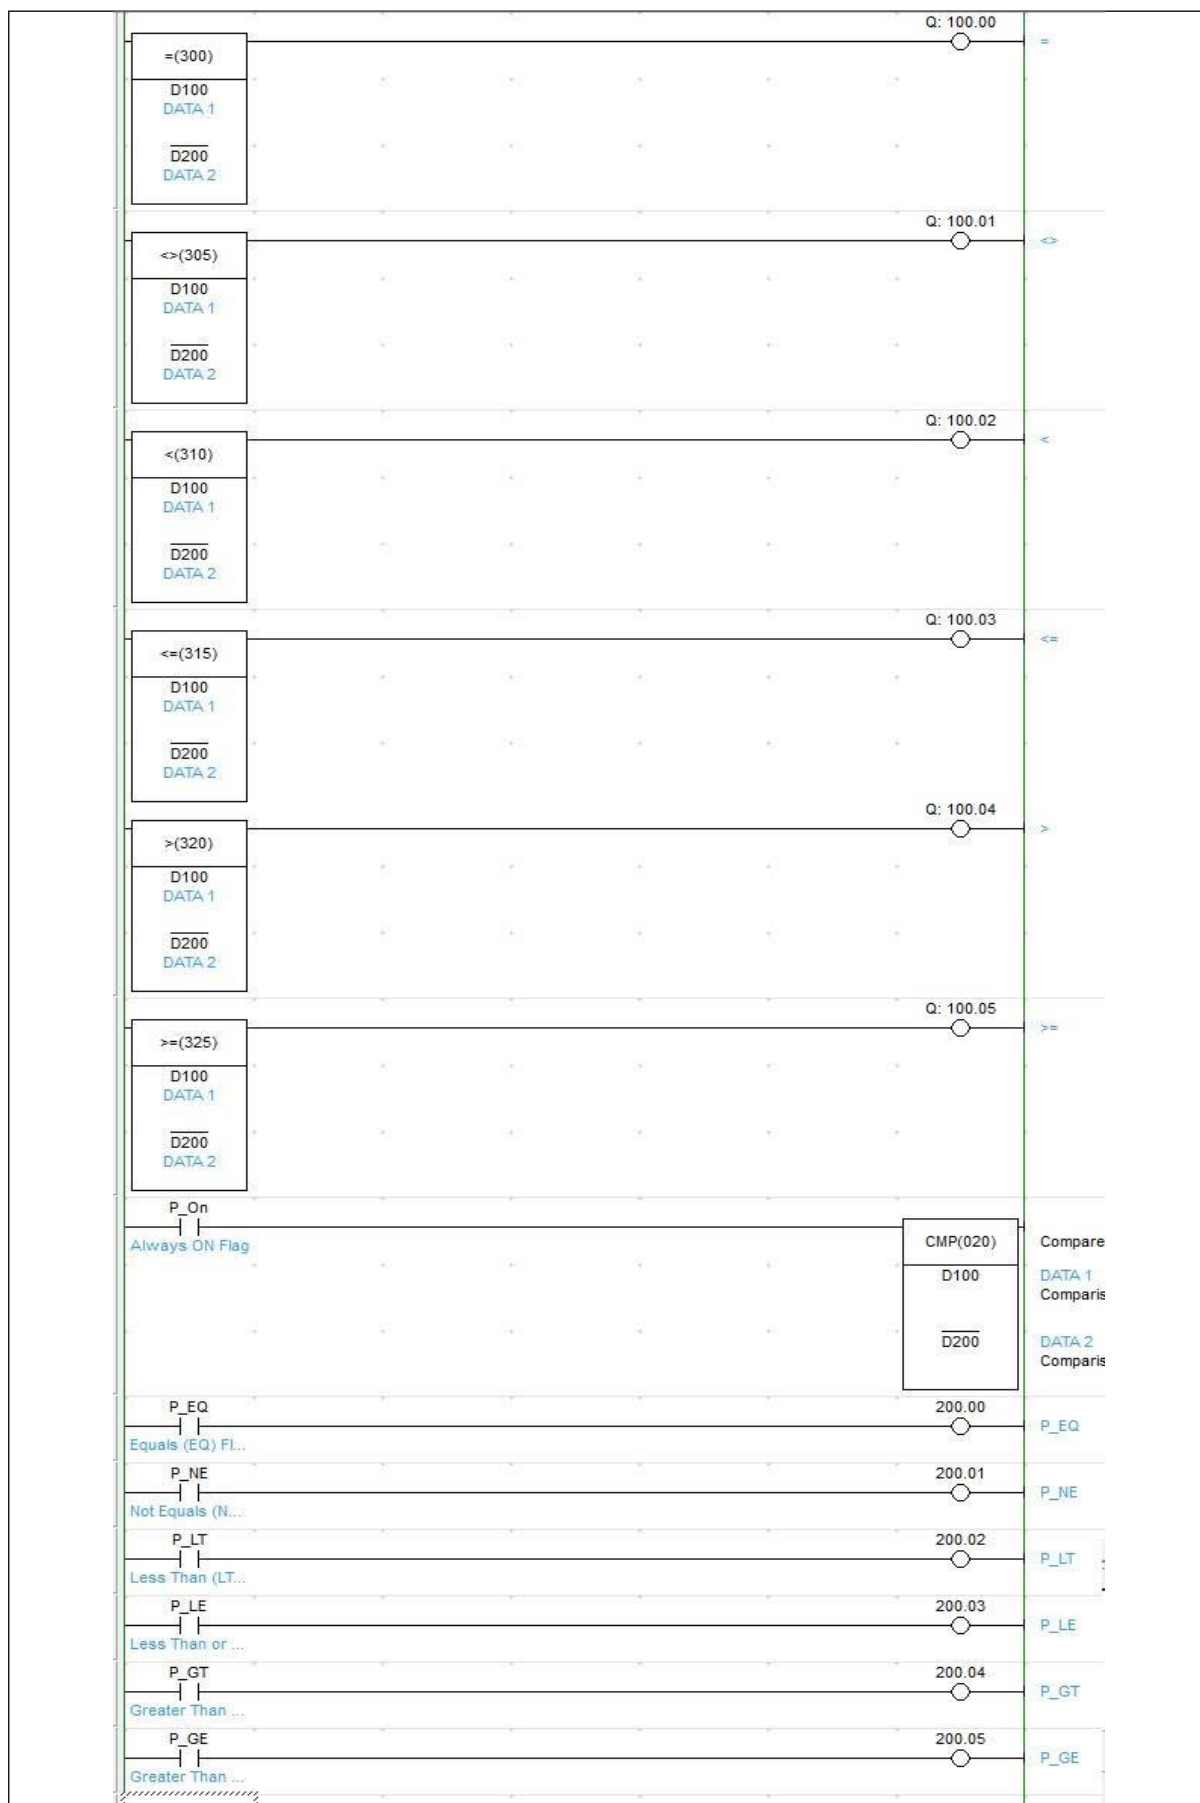 Q: 100.00
=(300)
=
D100
DATA 1
D200
DATA 2
Q: 100.01
<>(305)
<>
D100
DATA 1
D200
DATA 2
Q: 100.02
<(310)
<
D100
DATA 1
D200
DATA 2
Q: 100.03
<=(315)
<=
D100
DATA 1
D200
DATA 2
Q: 100.04
>(320)
>
D100
DATA 1
D200
DATA 2
Q: 100.05
>=(325)
>=
D100
DATA 1
D200
DATA 2
P_On
Always ON Flag
CMP(020)
Compare
D100
DATA 1
Comparis
D200
DATA 2
Comparis
P_EQ
200.00
P_EQ
Equals (EQ) Fl...
P_NE
200.01
P_NE
Not Equals (N...
P_LT
200.02
P_LT
Less Than (LT...
P_LE
200.03
P_LE
Less Than or ...
P_GT
200.04
P_GT
Greater Than ...
P_GE
200.05
P_GE
Greater Than ...